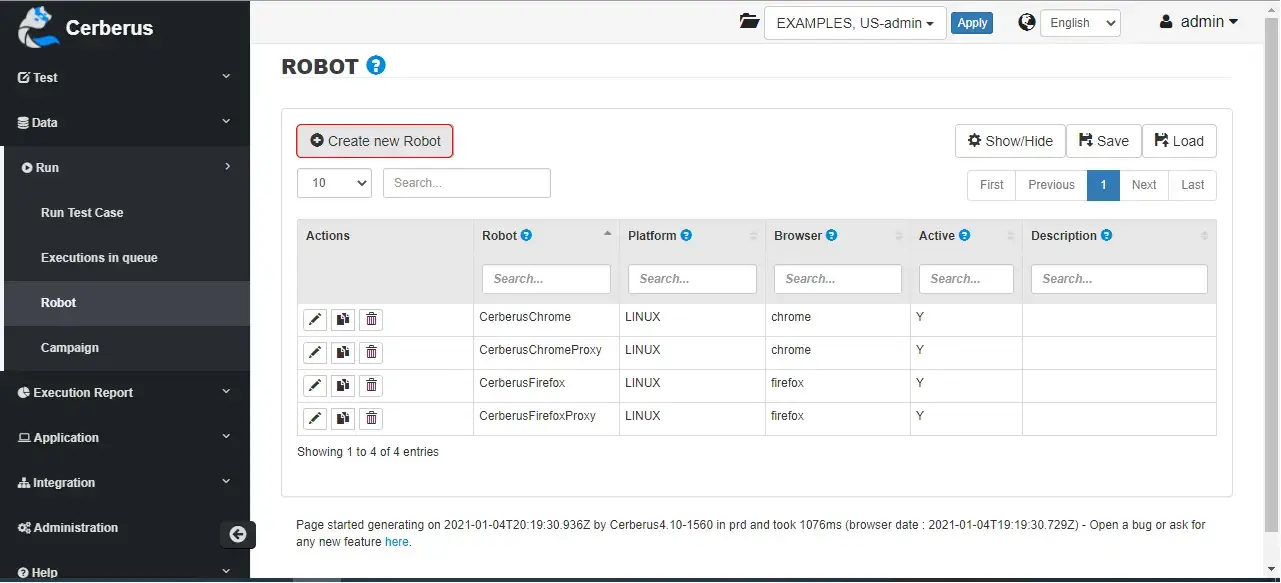 Cerberus
EXAMPLES, US-admin
Apply
English
admin
Test
Data
Run
Run Test Case
Executions in queue
Robot
Campaign
Execution Report
Application
Integration
Administration
Help
ROBOT ?
Create new Robot
Show/Hide Save Load
10 Search...
First Previous 1 Next Last
Actions Robot ? Platform ? Browser ? Active ? Description ?
Search... Search... Search... Search... Search...
CerberusChrome LINUX chrome Y
CerberusChromeProxy LINUX chrome Y
CerberusFirefox LINUX firefox Y
CerberusFirefoxProxy LINUX firefox Y
Showing 1 to 4 of 4 entries
Page started generating on 2021-01-04T20:19:30.936Z by Cerberus4.10-1560 in prd and took 1076ms (browser date : 2021-01-04T19:19:30.729Z) - Open a bug or ask for
any new feature here.